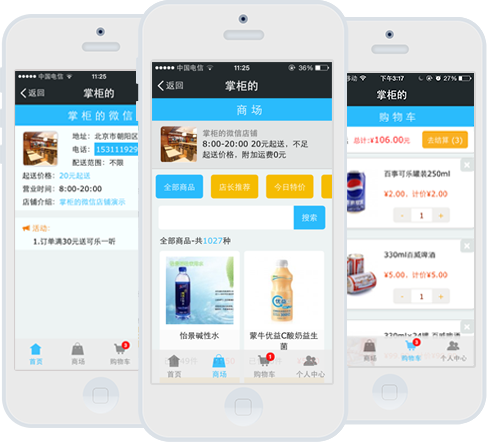 中国电信
11:25
返回
掌柜的
掌柜的微信
地址: 北京市朝阳区
电话: 153111929
配送范围: 不限
起送价格: 20元起送
营业时间: 8:00-20:00
店铺介绍: 掌柜的微信店铺演示
活动:
1.订单满30元送可乐一听
首页
商场
购物车
3
中国电信
11:25
36%
返回
掌柜的
商 场
掌柜的微信店铺
8:00-20:00 20元起送，不足
起送价格，附加运费0元
全部商品
店长推荐
今日特价
搜索
全部商品-共1027种
怡景碱性水
蒙牛优益C酸奶益生
菌
首页
商场
购物车
1
个人中心
移动
下午3:17
27%
掌柜的
购物车
总计:¥106.00元
去结算 (3)
百事可乐罐装250ml
¥2.00，计价¥2.00
- 1 +
330ml百威啤酒
¥5.00，计价¥5.00
- 1 +
商场
购物车
3
个人中心